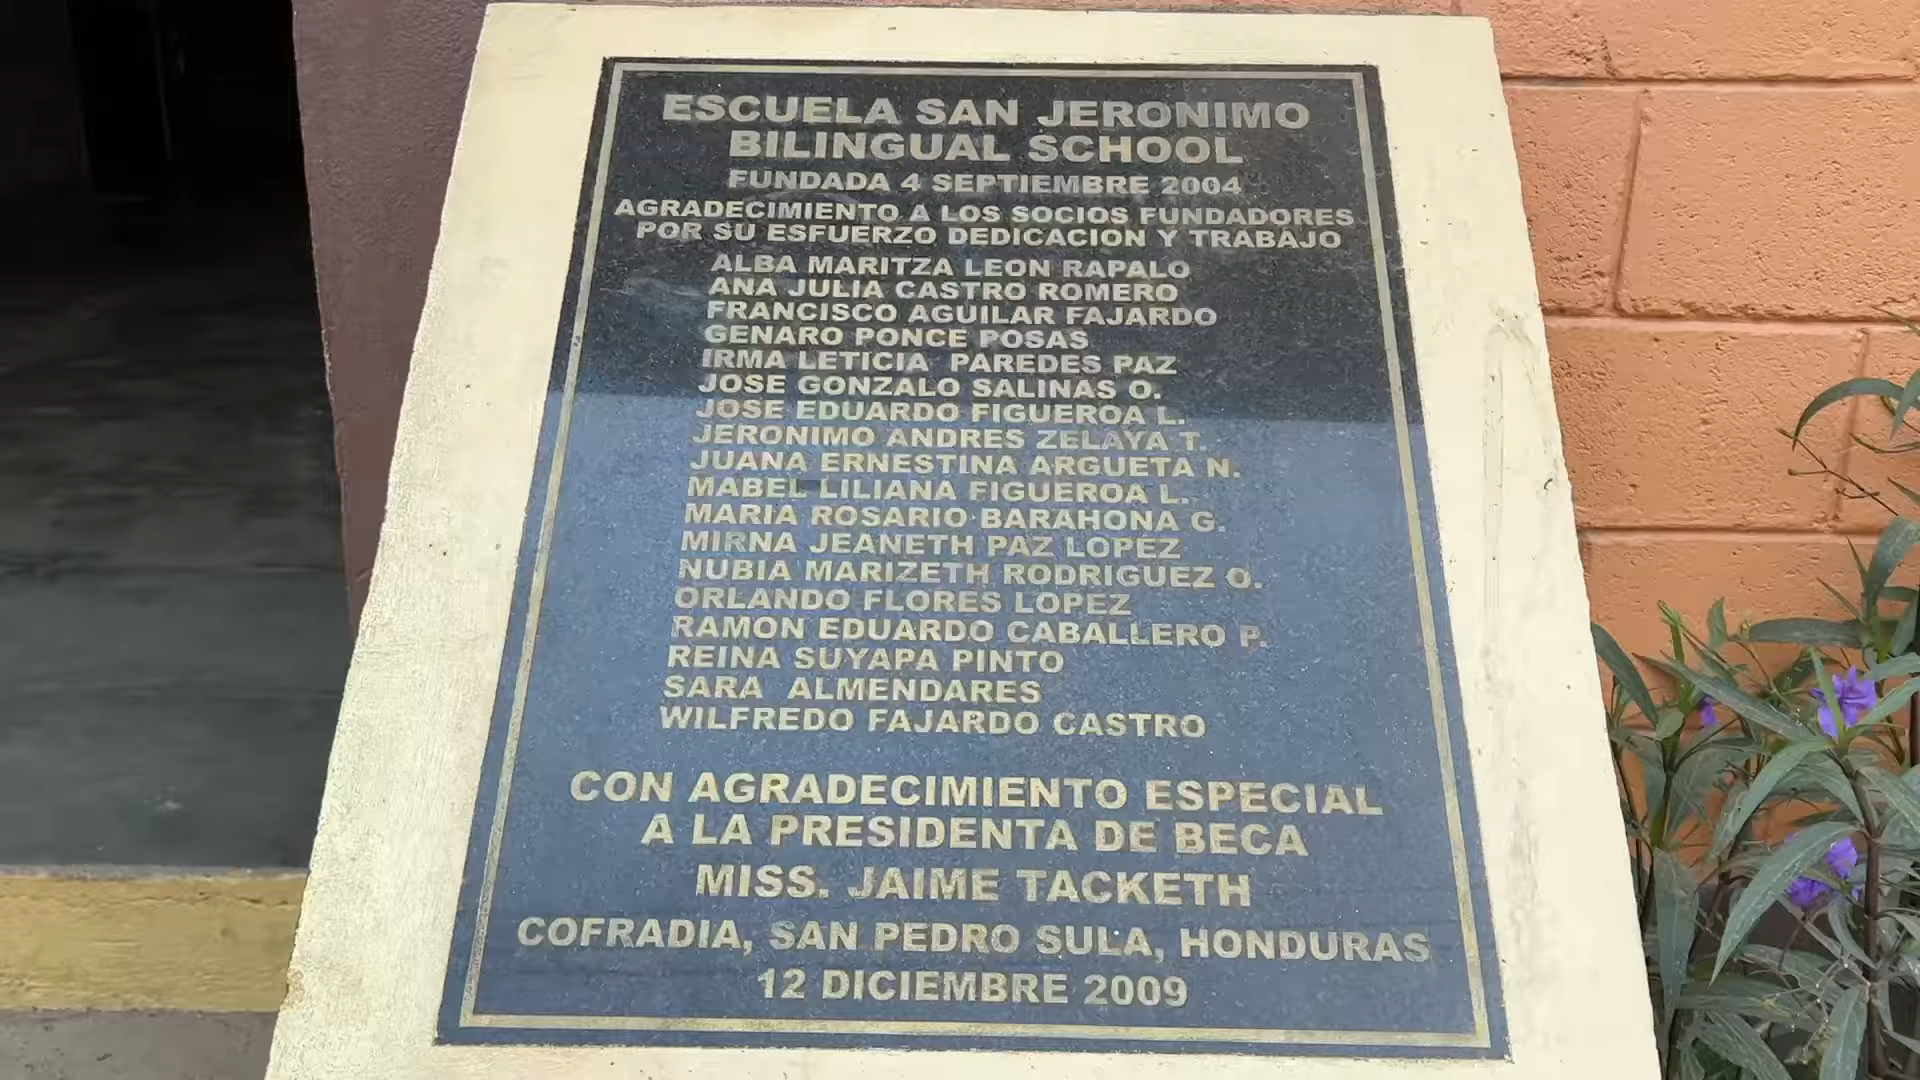 ESCUELA SAN JERONIMO
BILINGUAL SCHOOL
FUNDADA 4 SEPTIEMBRE 2004
AGRADECIMIENTO A LOS SOCIOS FUNDADORES
POR SU ESFUERZO DEDICACION Y TRABAJO
ALBA MARITZA LEON RAPALO
ANA JULIA CASTRO ROMERO
FRANCISCO AGUILAR FAJARDO
GENARO PONCE POSAS
IRMA LETICIA PAREDES PAZ
JOSE GONZALO SALINAS O.
JOSE EDUARDO FIGUEROA L.
JERONIMO ANDRES ZELAYA T.
JUANA ERNESTINA ARGUETA N.
MABEL LILIANA FIGUEROA L.
MARIA ROSARIO BARAHONA G.
MIRNA JEANETH PAZ LOPEZ
NUBIA MARIZETH RODRIGUEZ O.
ORLANDO FLORES LOPEZ
RAMON EDUARDO CABALLERO P.
REINA SUYAPA PINTO
SARA ALMENDARES
WILFREDO FAJARDO CASTRO
CON AGRADECIMIENTO ESPECIAL
A LA PRESIDENTA DE BECA
MISS. JAIME TACKETH
COFRADIA, SAN PEDRO SULA, HONDURAS
12 DICIEMBRE 2009